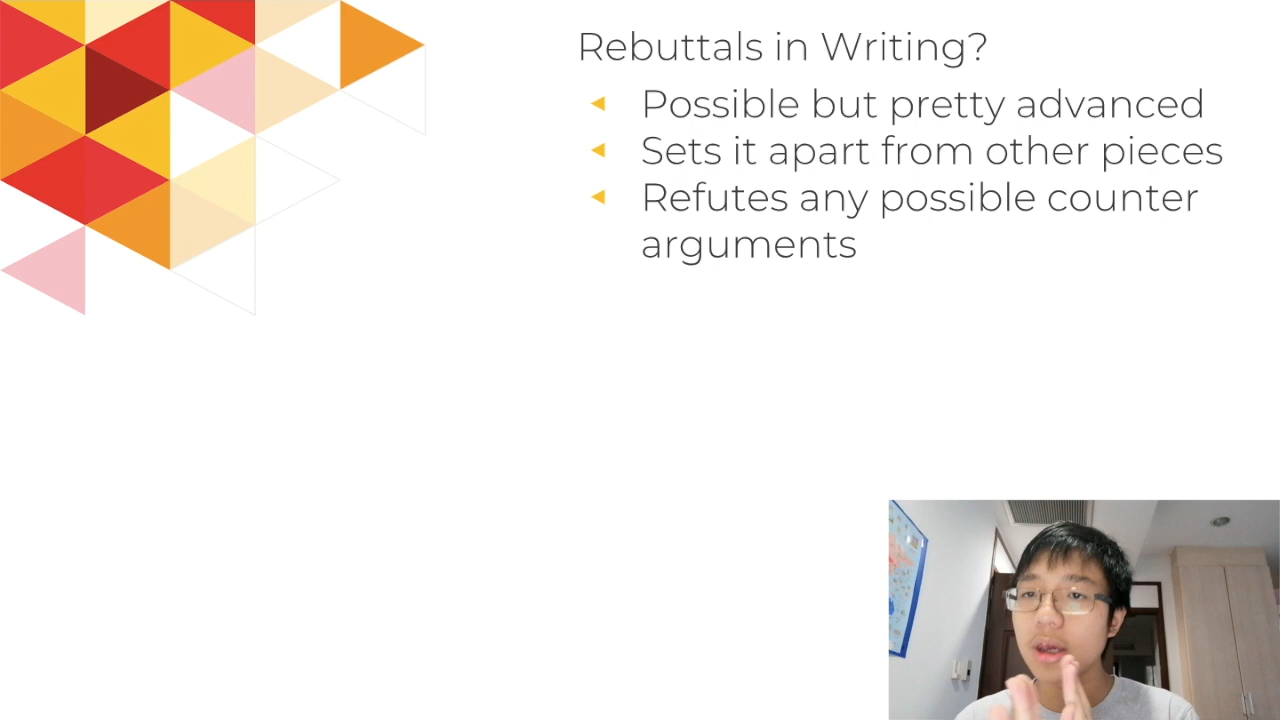 Rebuttals in Writing?
Possible but pretty advanced
Sets it apart from other pieces
Refutes any possible counter
arguments